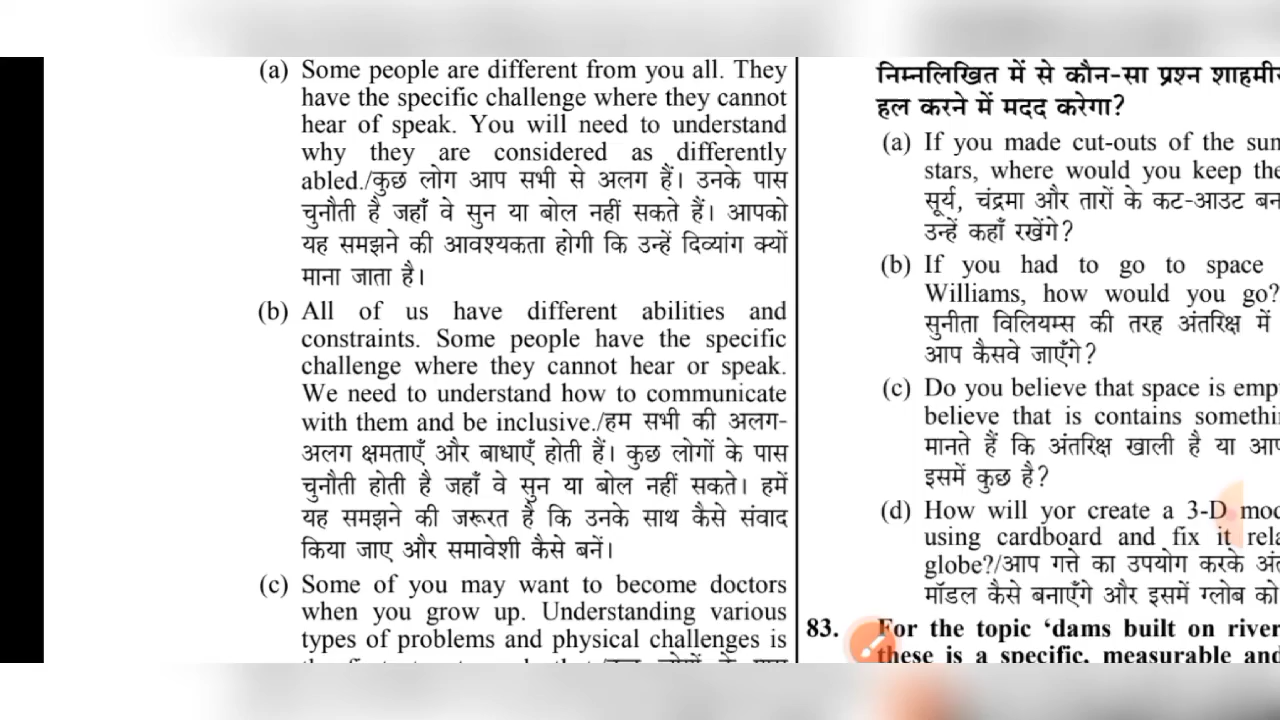 (a) Some people are different from you all. They
have the specific challenge where they cannot
hear of speak. You will need to understand
why they are considered as differently
abled./कुछ लोग आप सभी से अलग हैं। उनके पास
चुनौती है जहाँ वे सुन या बोल नहीं सकते हैं। आपको
यह समझने की आवश्यकता होगी कि उन्हें दिव्यांग क्यों
माना जाता है।
(b) All of us have different abilities and
constraints. Some people have the specific
challenge where they cannot hear or speak.
We need to understand how to communicate
with them and be inclusive./हम सभी की अलग-
अलग क्षमताएँ और बाधाएँ होती हैं। कुछ लोगों के पास
चुनौती होती है जहाँ वे सुन या बोल नहीं सकते। हमें
यह समझने की जरूरत है कि उनके साथ कैसे संवाद
किया जाए और समावेशी कैसे बनें।
(c) Some of you may want to become doctors
when you grow up. Understanding various
types of problems and physical challenges is
निम्नलिखित में से कौन-सा प्रश्न
हल करने में मदद करेगा?
(a) If you made cut-outs of the sun
stars, where would you keep the
सूर्य, चंद्रमा और तारों के कट-आउट
उन्हें कहाँ रखेंगे?
(b) If you had to go to space
Williams, how would you go?
सुनीता विलियम्स की तरह अंतरिक्ष में
आप कैसवे जाएँगे?
(c) Do you believe that space is
believe that is contains
मानते हैं कि अंतरिक्ष खाली है या
इसमें कुछ है?
(d) How will yor create a 3-D
using cardboard and fix it
globe?/आप गत्ते का उपयोग करके
मॉडल कैसे बनाएँगे और इसमें ग्लोब को
83. For the topic ‘dams built on
these is a specific, measurable and